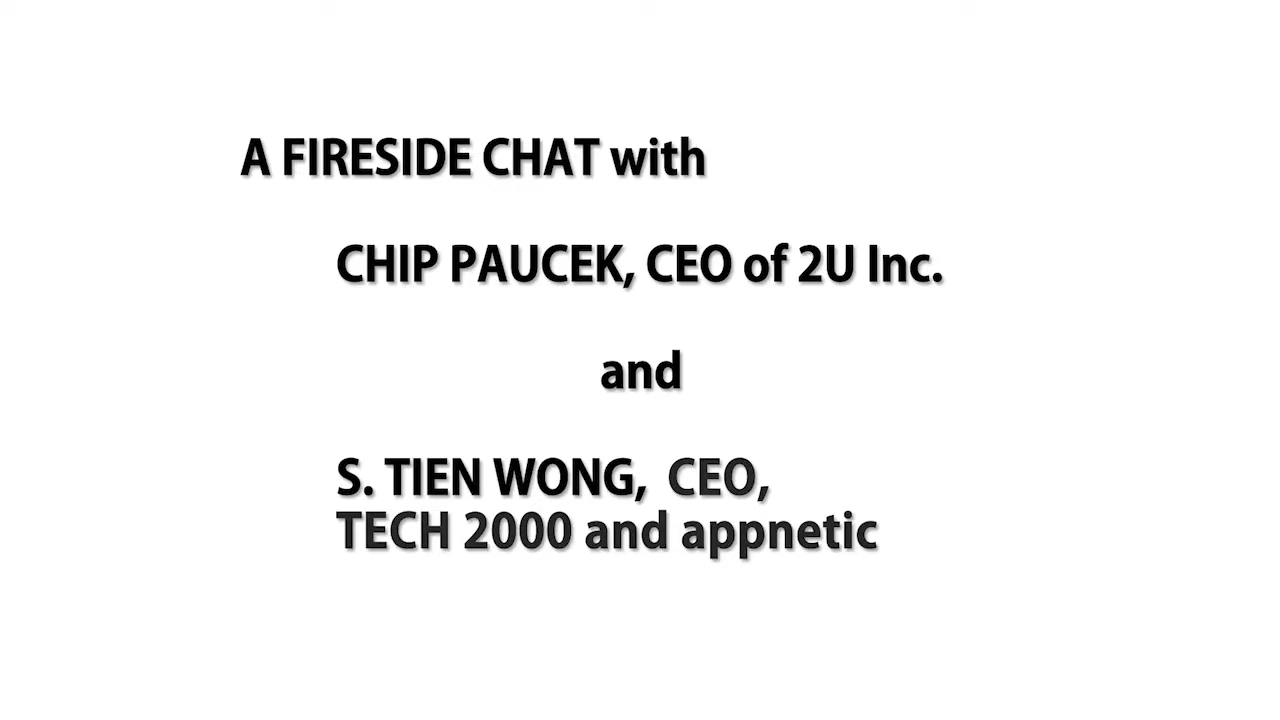 A FIRESIDE CHAT with
CHIP PAUCEK, CEO of 2U Inc.
and
S. TIEN WONG, CEO,
TECH 2000 and appnetic